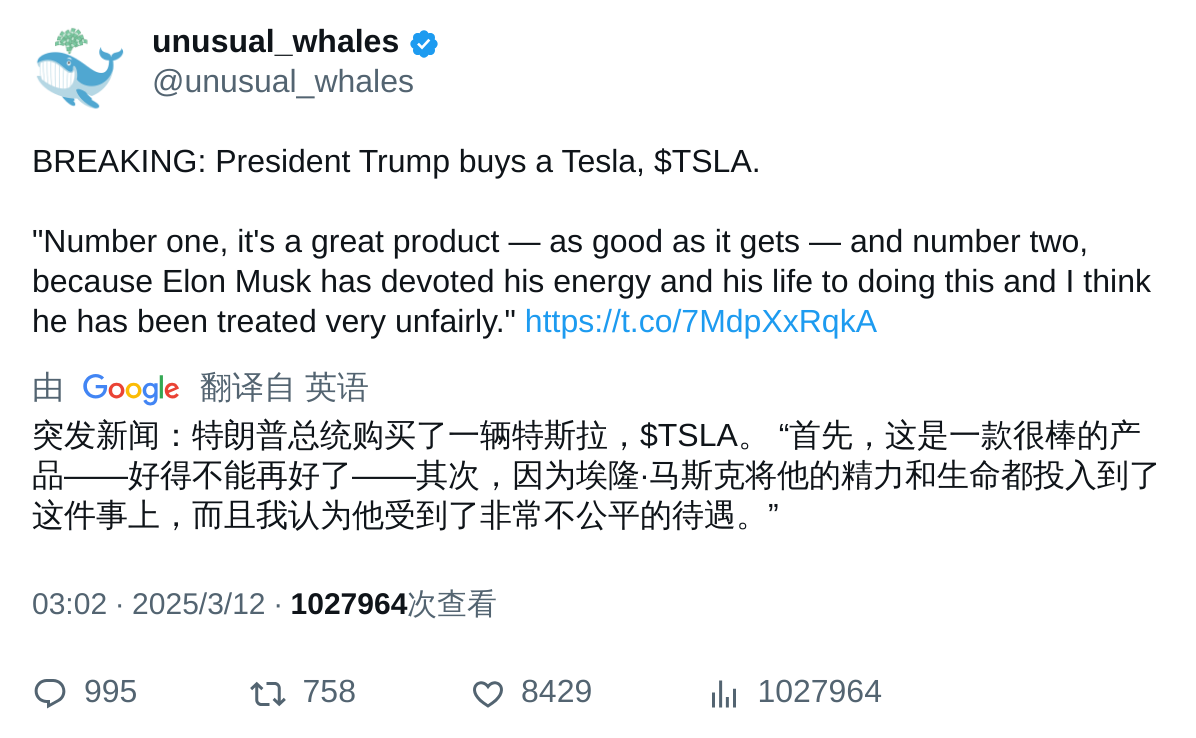 unusual_whales
@unusual_whales
BREAKING: President Trump buys a Tesla, $TSLA.
"Number one, it's a great product — as good as it gets — and number two,
because Elon Musk has devoted his energy and his life to doing this and I think
he has been treated very unfairly." https://t.co/7MdpXxRqkA
由 Google 翻译自 英语
突发新闻：特朗普总统购买了一辆特斯拉，$TSLA。 “首先，这是一款很棒的产
品——好得不能再好了——其次，因为埃隆·马斯克将他的精力和生命都投入到了
这件事上，而且我认为他受到了非常不公平的待遇。”
03:02 · 2025/3/12 · 1027964次查看
995 758 8429 1027964